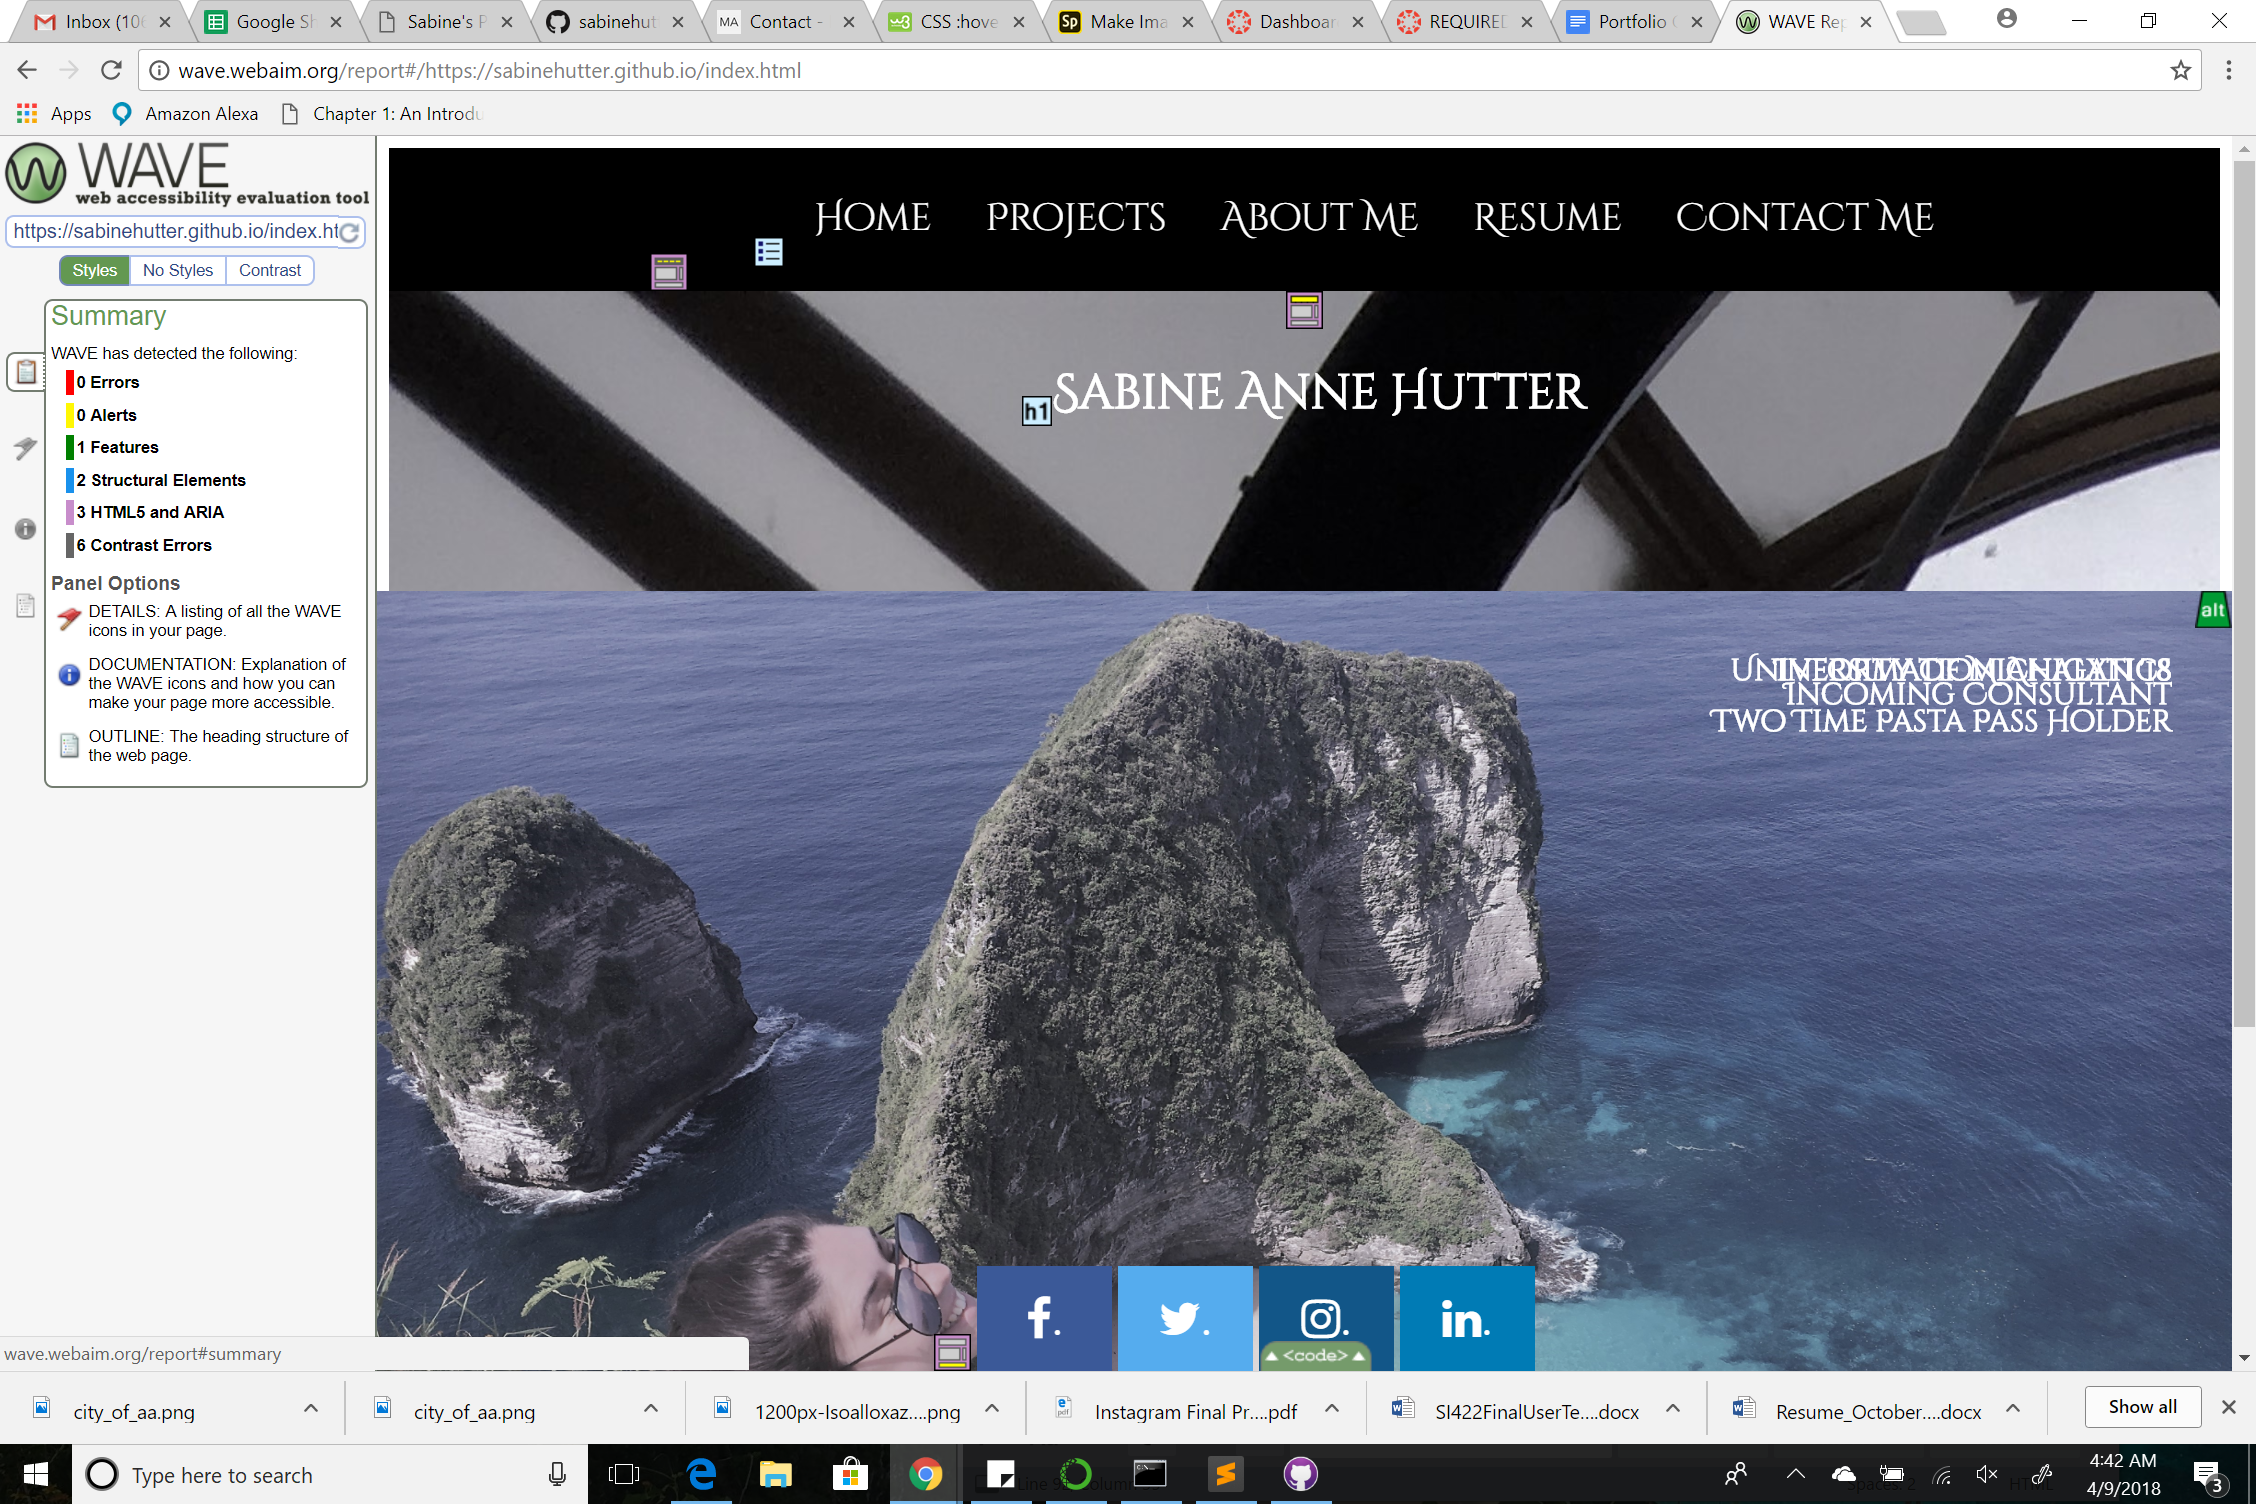 Inbox (106
Google Sh
Sabine's P
sabinehut
MA
Contact -
w3
CSS :hove
Sp
Make Ima
Dashboar
REQUIRED
Portfolio
WAVE Rep
wave.webaim.org/report#/https://sabinehutter.github.io/index.html
Apps
Amazon Alexa
Chapter 1: An Introdu
WAVE
web accessibility evaluation tool
https://sabinehutter.github.io/index.ht
Styles
No Styles
Contrast
Summary
WAVE has detected the following:
0 Errors
0 Alerts
1 Features
2 Structural Elements
3 HTML5 and ARIA
6 Contrast Errors
Panel Options
DETAILS: A listing of all the WAVE
icons in your page.
DOCUMENTATION: Explanation of
the WAVE icons and how you can
make your page more accessible.
OUTLINE: The heading structure of
the web page.
Home
Projects
About Me
Resume
Contact Me
h1
Sabine Anne Hutter
alt
Incoming Consultant
Two Time Pasta Pass Holder
f.
.
.
in.
<code>
wave.webaim.org/report#summary
city_of_aa.png
city_of_aa.png
1200px-Isoalloxaz....png
Instagram Final Pr....pdf
SI422FinalUserTe....docx
Resume_October....docx
Show all
Type here to search
4:42 AM
4/9/2018
3